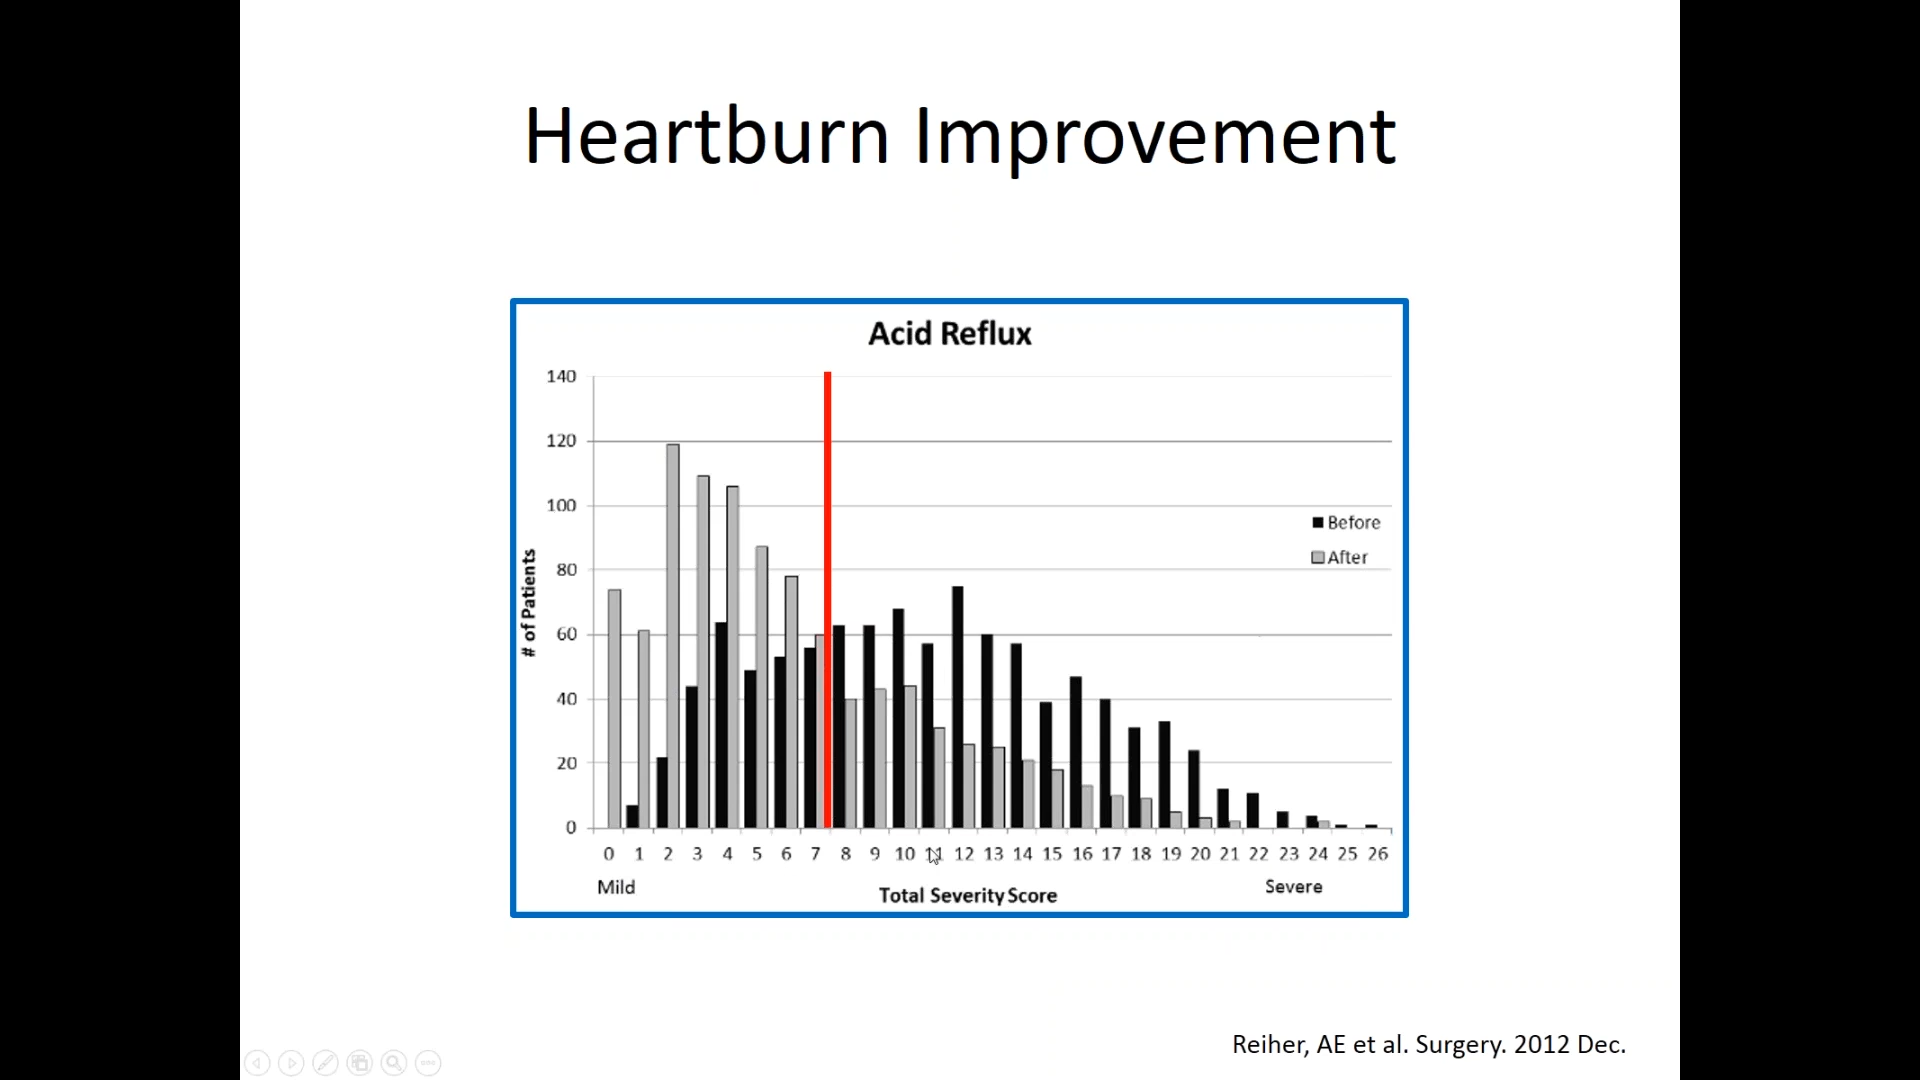 Heartburn Improvement
Acid Reflux
140
120
100
80
60
40
20
0
# of Patients
Before
After
0 1 2 3 4 5 6 7 8 9 10 11 12 13 14 15 16 17 18 19 20 21 22 23 24 25 26
Mild
Severe
Total Severity Score
Reiher, AE et al. Surgery. 2012 Dec.